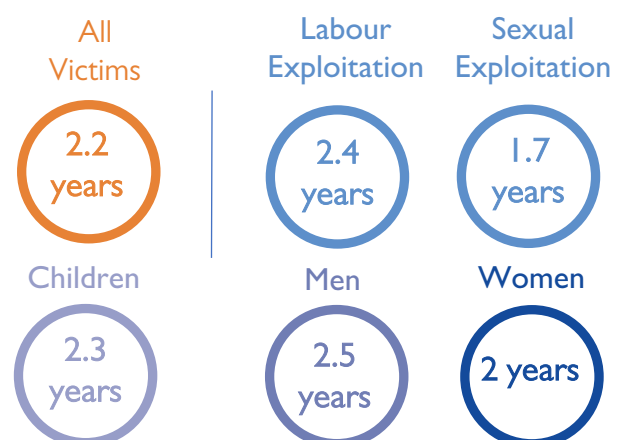 All
Victims
2.2
years
Labour
Exploitation
2.4
years
Sexual
Exploitation
1.7
years
Children
2.3
years
Men
2.5
years
Women
2 years